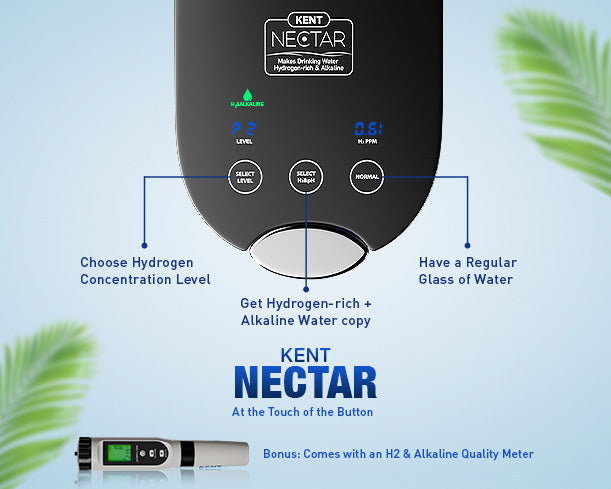 KENT
NECTAR
Makes Drinking Water
Hydrogen-rich & Alkaline
H₂&ALKALINE
P 2
0.61
LEVEL
H₂ PPM
SELECT
LEVEL
SELECT
H₂&pH
NORMAL
Choose Hydrogen
Concentration Level
Have a Regular
Glass of Water
Get Hydrogen-rich +
Alkaline Water copy
KENT
NECTAR
At the Touch of the Button
KENT
Bonus: Comes with an H2 & Alkaline Quality Meter